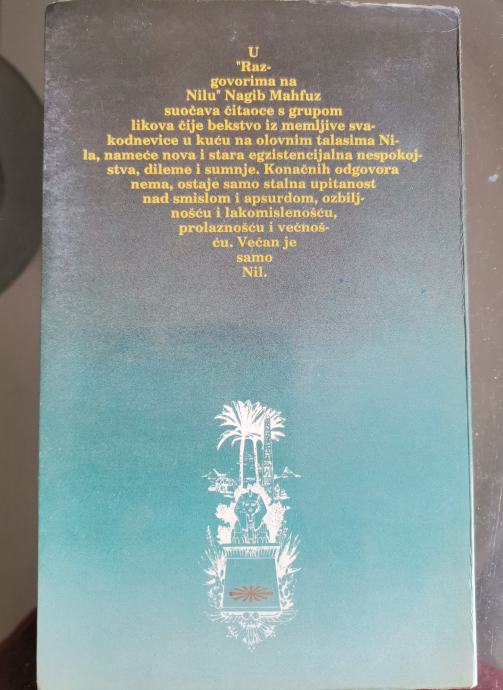 U
"Raz-
govorima na
Nilu" Nagib Mahfuz
suočava čitaoce s grupom
likova čije bekstvo iz memljive sva-
kodnevice u kuću na olovnim talasima Ni-
la, nameće nova i stara egzistencijalna nespokoj-
stva, dileme i sumnje. Konačnih odgovora
nema, ostaje samo stalna upitanost
nad smislom i apsurdom, ozbilj-
nošću i lakomislenošću,
prolaznošću i večnoš-
ću. Večan je
samo
Nil.